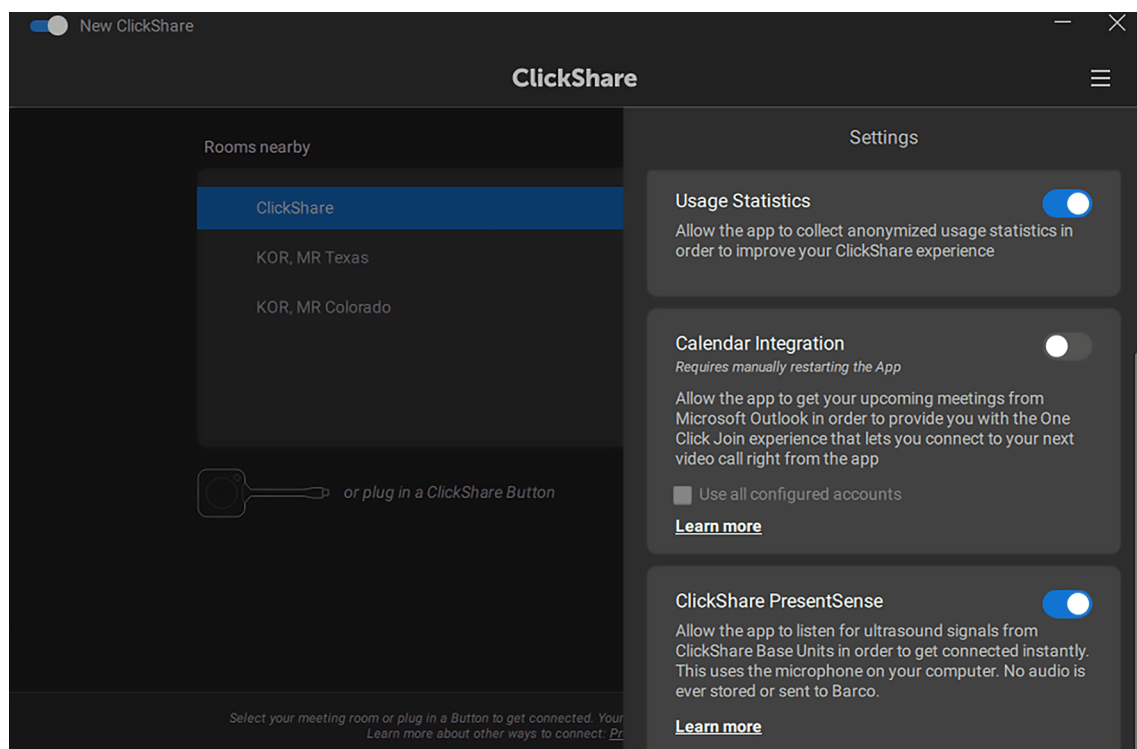 New ClickShare
ClickShare
Rooms nearby
ClickShare
KOR, MR Texas
KOR, MR Colorado
or plug in a ClickShare Button
Select your meeting room or plug in a Button to get connected. Your
Learn more about other ways to connect: Pr
Settings
Usage Statistics
Allow the app to collect anonymized usage statistics in
order to improve your ClickShare experience
Calendar Integration
Requires manually restarting the App
Allow the app to get your upcoming meetings from
Microsoft Outlook in order to provide you with the One
Click Join experience that lets you connect to your next
video call right from the app
Use all configured accounts
Learn more
ClickShare PresentSense
Allow the app to listen for ultrasound signals from
ClickShare Base Units in order to get connected instantly.
This uses the microphone on your computer. No audio is
ever stored or sent to Barco.
Learn more